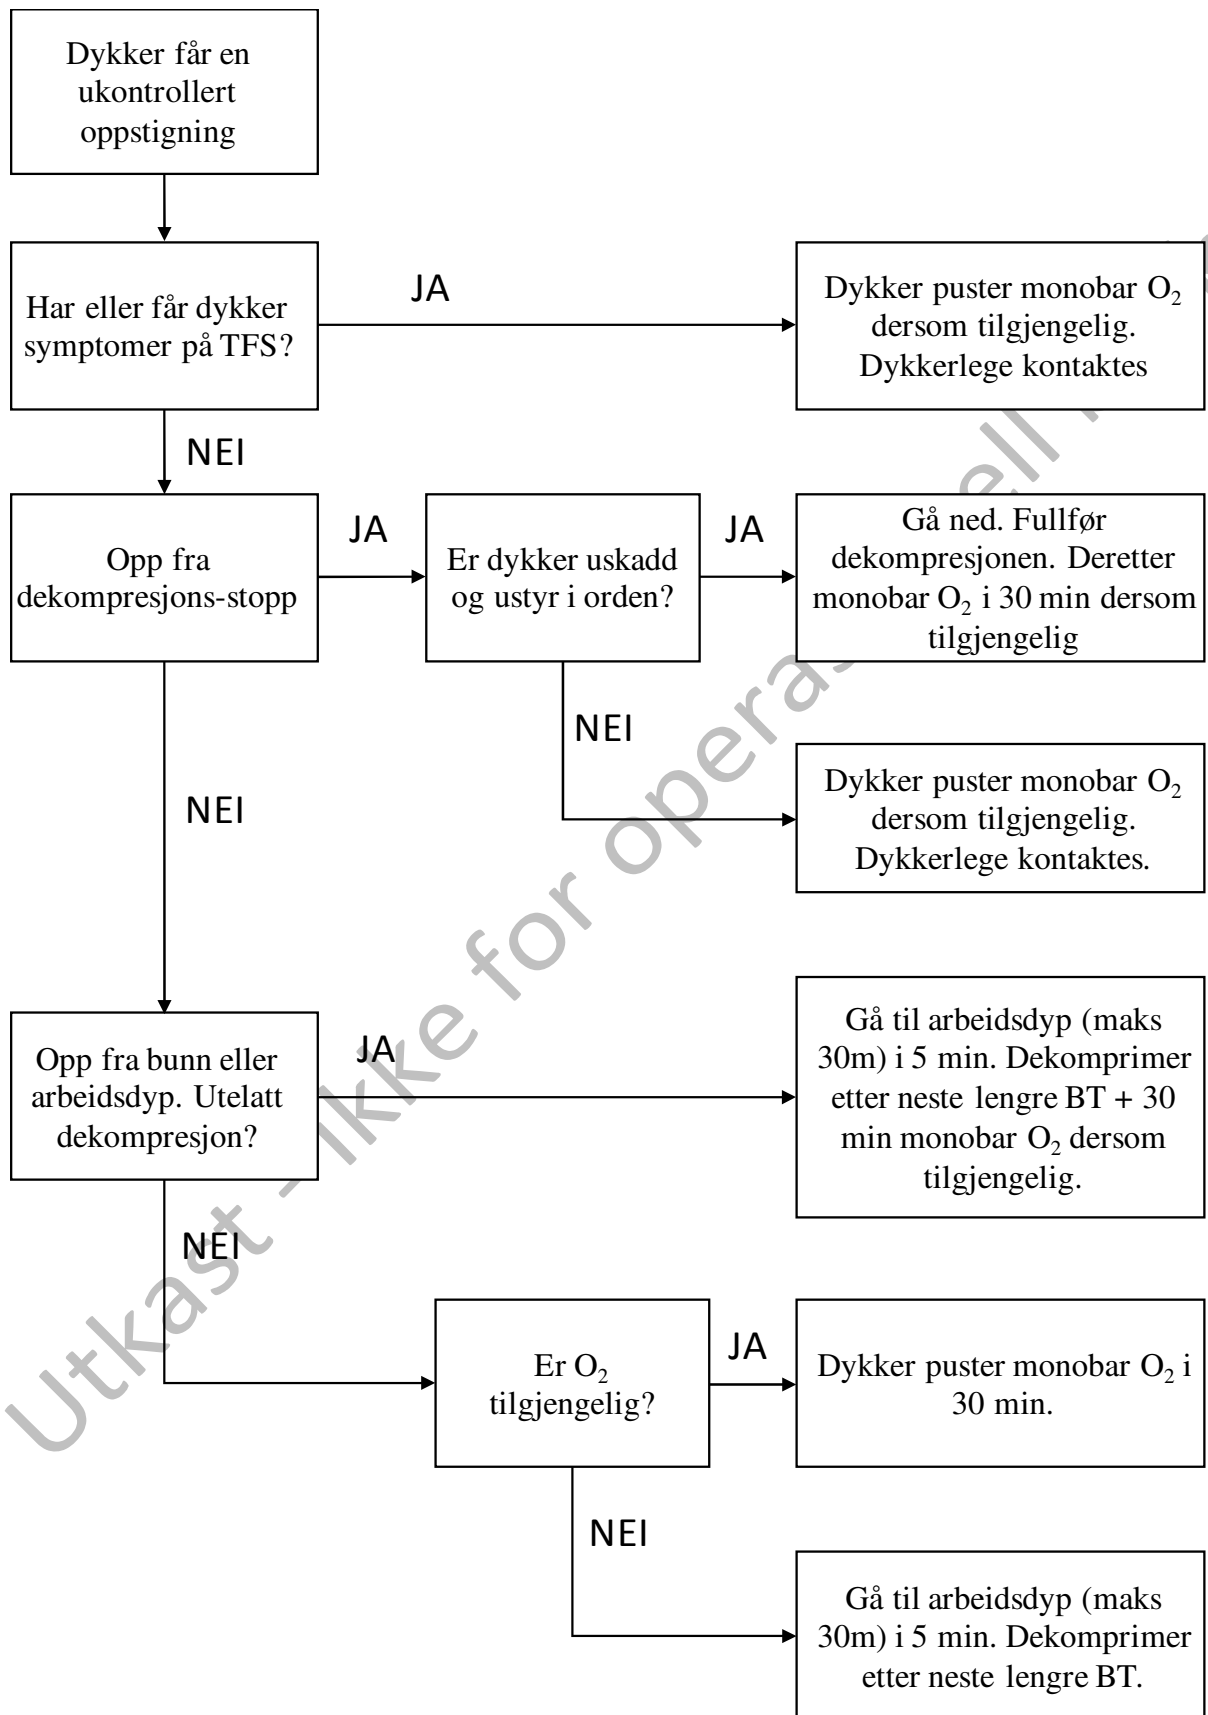 Dykker får en
ukontrollert
oppstigning
Har eller får dykker
symptomer på TFS?
JA
Dykker puster monobar O₂
dersom tilgjengelig.
Dykkerlege kontaktes
NEI
Opp fra
dekompresjons-stopp
JA
Er dykker uskadd
og ustyr i orden?
JA
Gå ned. Fullfør
dekompresjonen. Deretter
monobar O₂ i 30 min dersom
tilgjengelig
NEI
Dykker puster monobar O₂
dersom tilgjengelig.
Dykkerlege kontaktes.
NEI
Opp fra bunn eller
arbeidsdyp. Utelatt
dekompresjon?
JA
Gå til arbeidsdyp (maks
30m) i 5 min. Dekomprimer
etter neste lengre BT + 30
min monobar O₂ dersom
tilgjengelig.
NEI
Er O₂
tilgjengelig?
JA
Dykker puster monobar O₂ i
30 min.
NEI
Gå til arbeidsdyp (maks
30m) i 5 min. Dekomprimer
etter neste lengre BT.
Utkast - ikke for